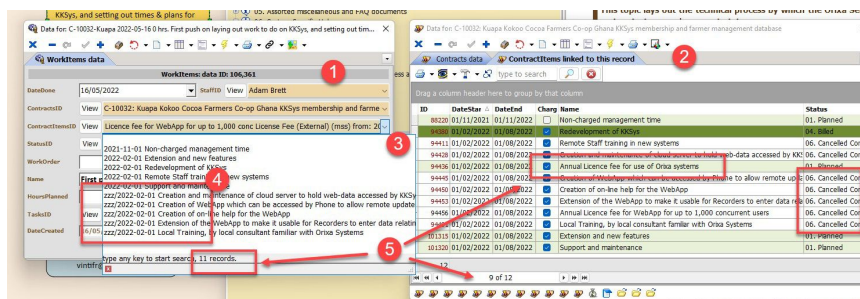 KKSys, and setting out times & plans for
05. Assorted miscellaneous and FAQ documents
This topic lays out the technical process by which the Orixa
Data for: C-10032-Kuapa Kokoo 2022-05-16 0 hrs. First push on laying out work to do on KKSys, and setting out tim...
WorkItems data
WorkItems: data ID: 106,361
1
DateDone 16/05/2022 StaffID View Adam Brett
ContractsID View C-10032: Kuapa Kokoo Cocoa Farmers Co-op Ghana KKSys membership and farme
ContractItemsID View Licence fee for WebApp for up to 1,000 conc License Fee (External) (mss) from: 20
3
StatusID View
WorkOrder
Name First p
HoursPlanned
TasksID View
DateCreated 16/05
4
2021-11-01 Non-charged management time
2022-02-01 Extension and new features
2022-02-01 Redevelopment of KKSys
2022-02-01 Remote Staff training in new systems
2022-02-01 Support and maintenance
zzz/2022-02-01 Creation and maintenance of cloud server to hold web-data accessed by KKSy
zzz/2022-02-01 Creation of WebApp which can be accessed by Phone to allow remote update
zzz/2022-02-01 Creation of on-line help for the WebApp
zzz/2022-02-01 Extension of the WebApp to make it usable for Recorders to enter data relatin
zzz/2022-02-01 Local Training, by local consultant familiar with Orixa Systems
type any key to start search, 11 records.
5
vintifr@
Data for: C-10032: Kuapa Kokoo Cocoa Farmers Co-op Ghana KKSys membership and farmer management database
2
Contracts data
ContractItems linked to this record
type to search
Drag a column header here to group by that column
ID DateStar DateEnd Charg Name Status
88220 01/11/2021 01/11/2022 Non-charged management time 01. Planned
94380 01/02/2022 01/08/2022 Redevelopment of KKSys 04. Billed
94411 01/02/2022 01/08/2022 Remote Staff training in new systems 06. Cancelled Con
94428 01/02/2022 01/08/2022 Creation and maintenance of cloud server to hold web-data accessed by KKS 06. Cancelled Con
94436 01/02/2022 01/08/2022 Annual Licence fee for use of Orixa systems 01. Planned
94445 01/02/2022 01/08/2022 Creation of WebApp which can be accessed by Phone to allow remote upd 06. Cancelled Con
94450 01/02/2022 01/08/2022 Creation of on-line help for the WebApp 06. Cancelled Con
94453 01/02/2022 01/08/2022 Extension of the WebApp to make it usable for Recorders to enter data rela 06. Cancelled Con
94456 01/02/2022 01/08/2022 Annual Licence fee for WebApp for up to 1,000 concurrent users 06. Cancelled Con
01/02/2022 01/08/2022 Local Training, by local consultant familar with Orixa Systems 06. Cancelled Con
101315 01/02/2022 01/08/2022 Extension and new features 01. Planned
101320 01/02/2022 01/08/2022 Support and maintenance 01. Planned
12
9 of 12